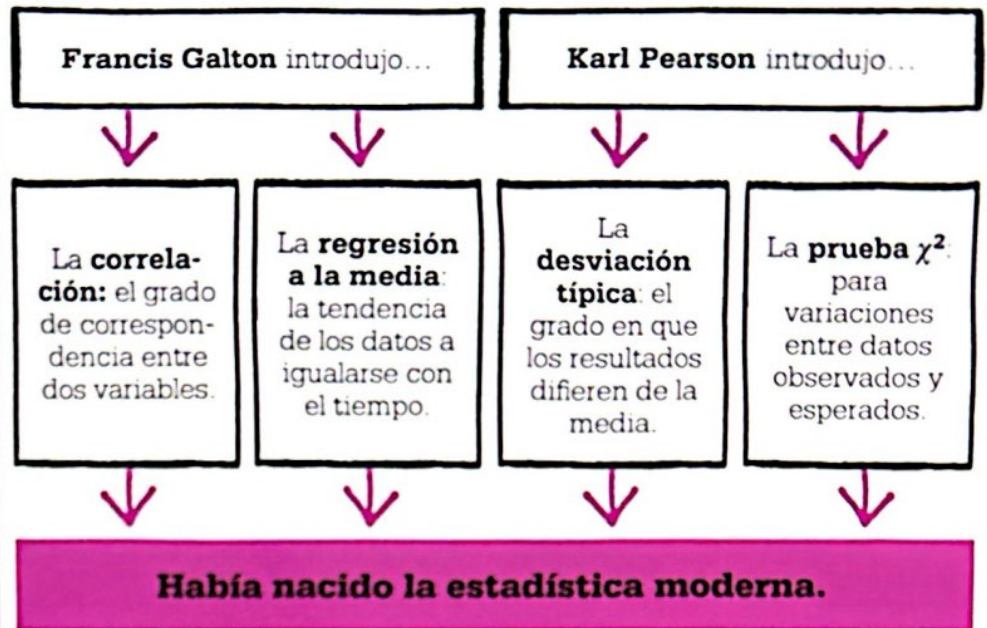 Francis Galton introdujo...
Karl Pearson introdujo...
La correla-
ción: el grado
de correspon-
dencia entre
dos variables.
La regresión
a la media:
la tendencia
de los datos a
igualarse con
el tiempo.
La
desviación
típica: el
grado en que
los resultados
difieren de la
media.
La prueba χ²:
para
variaciones
entre datos
observados y
esperados.
Había nacido la estadística moderna.